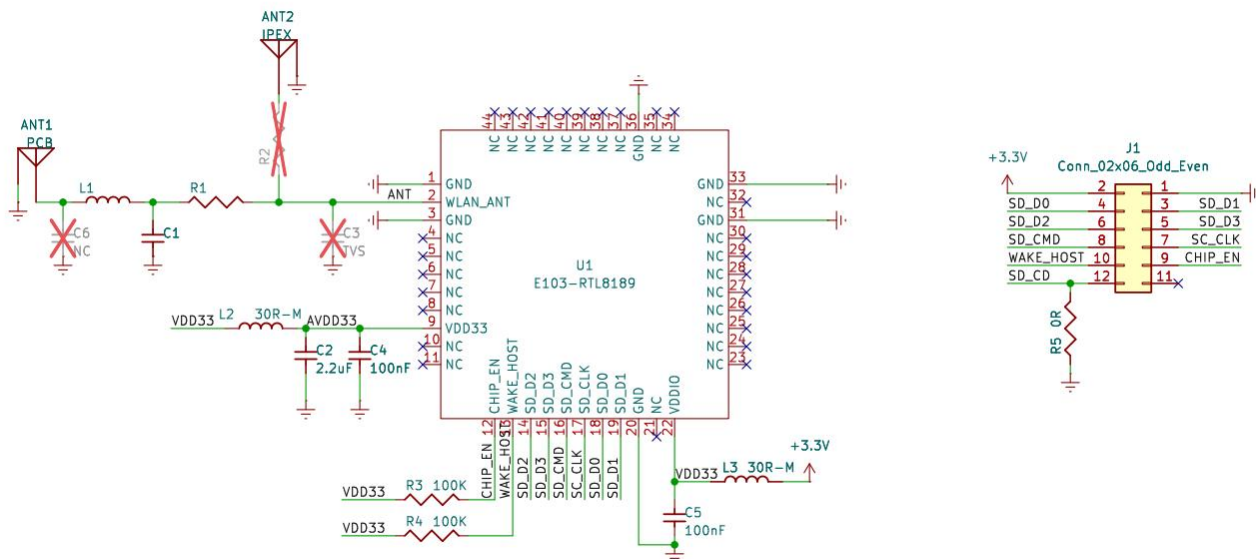 ANT2
IPEX
R2
ANT1
PCB
L1
R1
C6
NC
C1
C3
TVS
ANT
U1
E103-RTL8189
44 43 42 41 40 39 38 37 36 35 34
NC NC NC NC NC NC NC NC GND NC NC
1 GND
2 WLAN_ANT
3 GND
4 NC
5 NC
6 NC
7 NC
8 NC
9 VDD33
10 NC
11 NC
GND 33
NC 32
GND 31
NC 30
NC 29
NC 28
NC 27
NC 26
NC 25
NC 24
NC 23
CHIP_EN WAKE_HOST SD_D2 SD_D3 SD_CMD SD_CLK SD_D0 SD_D1 GND NC VDDIO
12 13 14 15 16 17 18 19 20 21 22
CHIP_EN WAKE_HOST SD_D2 SD_D3 SD_CMD SC_CLK SD_D0 SD_D1
VDD33
L2 30R-M
AVDD33
C2
2.2uF
C4
100nF
VDD33
R3 100K
VDD33
R4 100K
VDD33
L3 30R-M
+3.3V
C5
100nF
J1
Conn_02x06_Odd_Even
+3.3V
2 1
SD_D0 4 3 SD_D1
SD_D2 6 5 SD_D3
SD_CMD 8 7 SC_CLK
WAKE_HOST 10 9 CHIP_EN
SD_CD 12 11
R5 0R